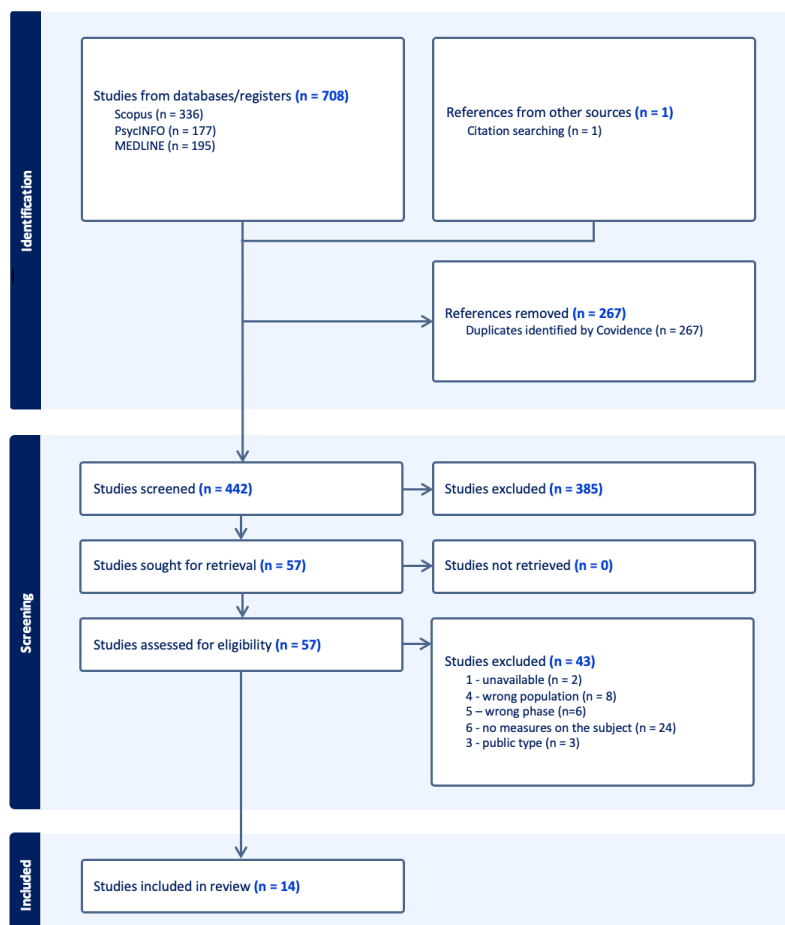 Identification
Studies from databases/registers (n = 708)
Scopus (n = 336)
PsycINFO (n = 177)
MEDLINE (n = 195)
References from other sources (n = 1)
Citation searching (n = 1)
References removed (n = 267)
Duplicates identified by Covidence (n = 267)
Screening
Studies screened (n = 442)
Studies excluded (n = 385)
Studies sought for retrieval (n = 57)
Studies not retrieved (n = 0)
Studies assessed for eligibility (n = 57)
Studies excluded (n = 43)
1 - unavailable (n = 2)
4 - wrong population (n = 8)
5 – wrong phase (n=6)
6 - no measures on the subject (n = 24)
3 - public type (n = 3)
Included
Studies included in review (n = 14)